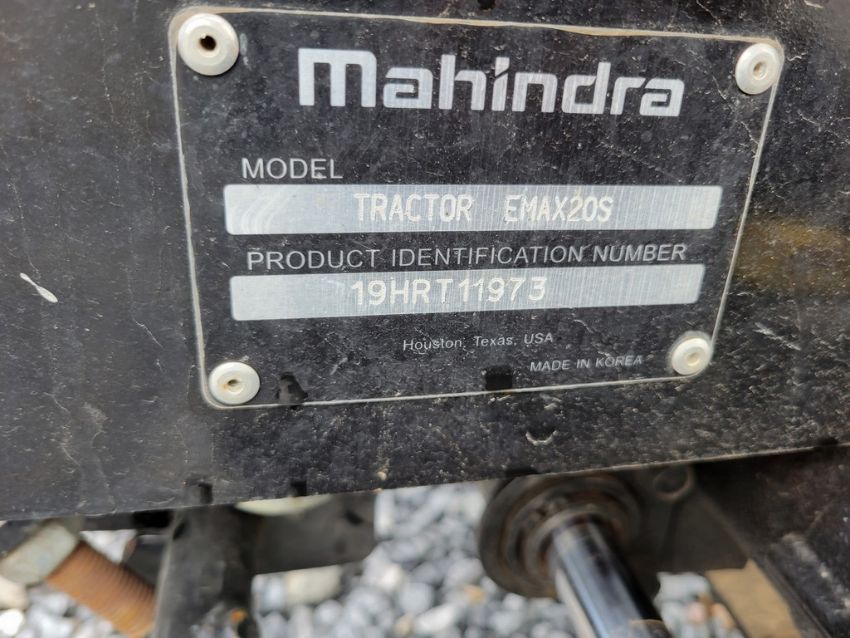 Mahindra
MODEL
TRACTOR EMAX20S
PRODUCT IDENTIFICATION NUMBER
19HRT11973
Houston, Texas, USA
MADE IN KOREA